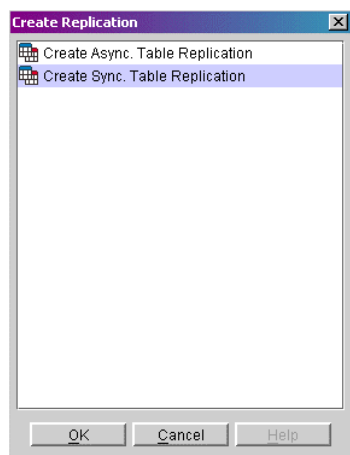 Create Replication
Create Async. Table Replication
Create Sync. Table Replication
OK Cancel Help